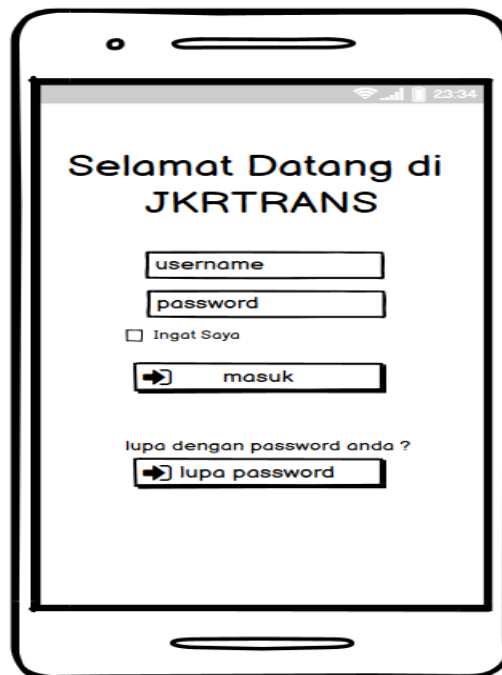 23:34
Selamat Datang di
JKRTRANS
username
password
Ingat Saya
masuk
lupa dengan password anda ?
lupa password